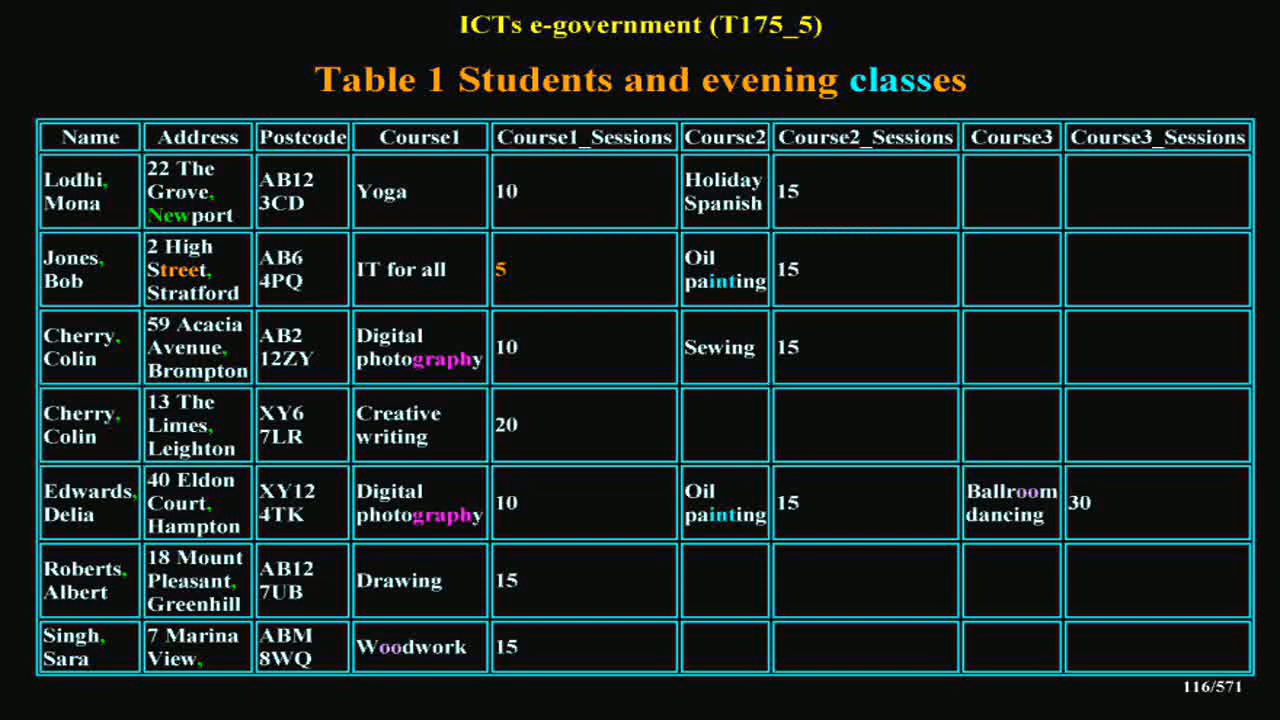 ICTs e-government (T175_5)
Table 1 Students and evening classes
Name Address Postcode Course1 Course1_Sessions Course2 Course2_Sessions Course3 Course3_Sessions
Lodhi,
Mona
22 The
Grove,
Newport
AB12
3CD
Yoga
10
Holiday
Spanish
15
Jones,
Bob
2 High
Street,
Stratford
AB6
4PQ
IT for all
5
Oil
painting
15
Cherry,
Colin
59 Acacia
Avenue,
Brompton
AB2
12ZY
Digital
photography
10
Sewing
15
Cherry,
Colin
13 The
Limes,
Leighton
XY6
7LR
Creative
writing
20
Edwards,
Delia
40 Eldon
Court,
Hampton
XY12
4TK
Digital
photography
10
Oil
painting
15
Ballroom
dancing
30
Roberts,
Albert
18 Mount
Pleasant,
Greenhill
AB12
7UB
Drawing
15
Singh,
Sara
7 Marina
View,
ABM
8WQ
Woodwork
15
116/571